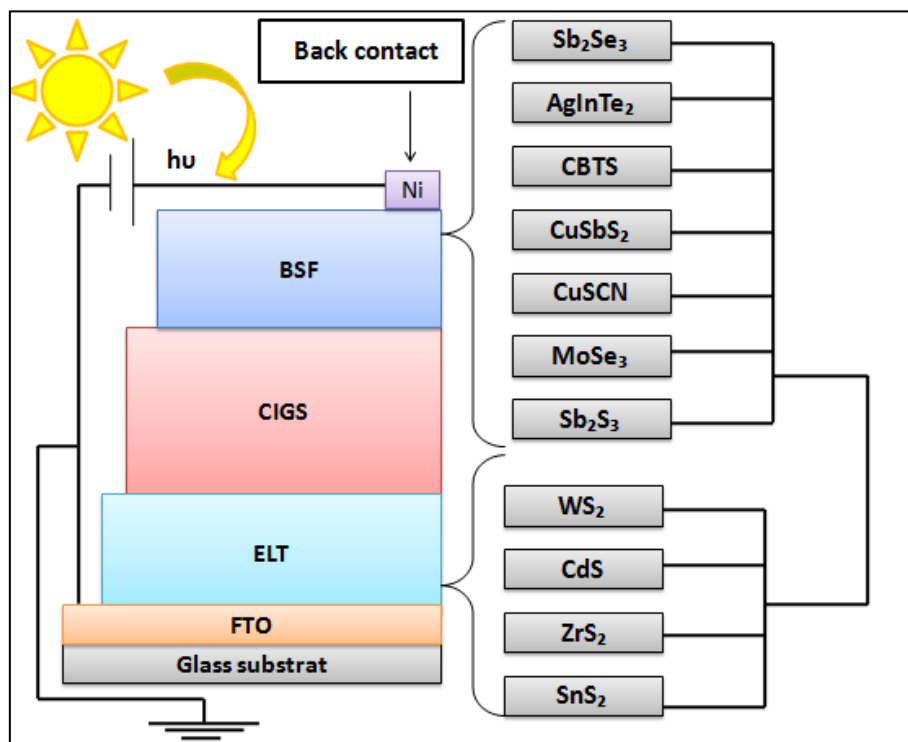 Back contact
hυ
Ni
BSF
CIGS
ELT
FTO
Glass substrat
Sb₂Se₃
AgInTe₂
CBTS
CuSbS₂
CuSCN
MoSe₃
Sb₂S₃
WS₂
CdS
ZrS₂
SnS₂